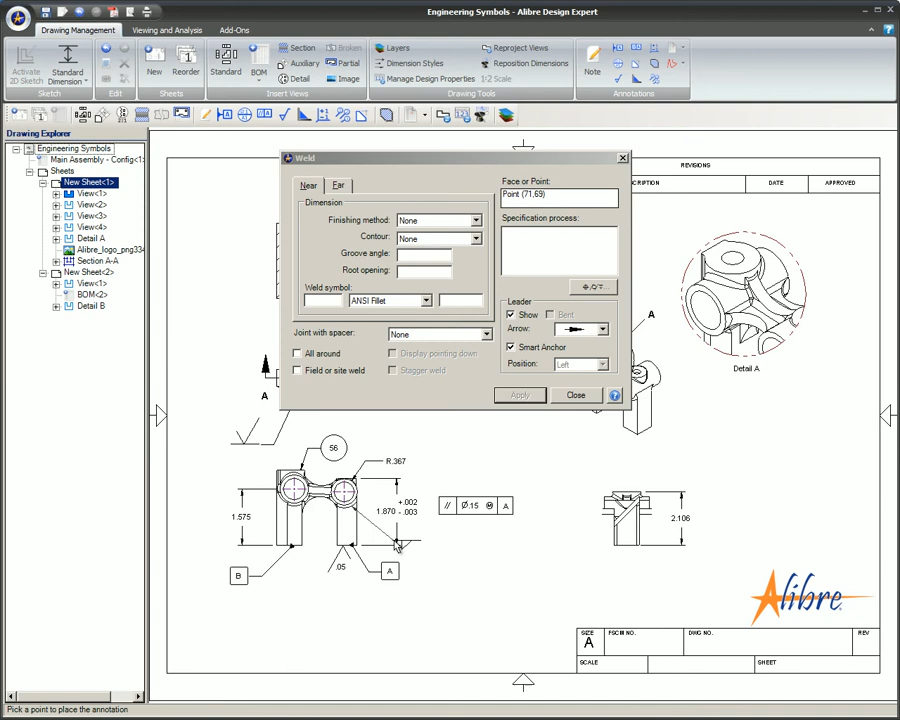 Engineering Symbols - Alibre Design Expert
Drawing Management
Viewing and Analysis
Add-Ons
Activate
2D Sketch
Standard
Dimension
New
Reorder
Standard
BOM
Section
Auxiliary
Detail
Broken
Partial
Image
Layers
Dimension Styles
Manage Design Properties
Reproject Views
Reposition Dimensions
1:2 Scale
Note
Sketch
Edit
Sheets
Insert Views
Drawing Tools
Annotations
Drawing Explorer
Engineering Symbols
Main Assembly - Config<1>
Sheets
New Sheet<1>
View<1>
View<2>
View<3>
View<4>
Detail A
Alibre_logo_png334
Section A-A
New Sheet<2>
View<1>
BOM<2>
Detail B
Weld
Near
Far
Dimension
Finishing method:
None
Contour:
None
Groove angle:
Root opening:
Weld symbol:
ANSI Fillet
Joint with spacer:
None
All around
Display pointing down
Field or site weld
Stagger weld
Face or Point:
Point (71,69)
Specification process:
Leader
Show
Bent
Arrow:
Smart Anchor
Position:
Left
Apply
Close
REVISIONS
DATE
APPROVED
A
Detail A
A
56
R.367
+.002
1.870 -.003
// Ø.15 Ⓜ A
1.575
2.106
B
.05
A
Alibre
SIZE
A
FSCM NO.
DWG NO.
REV
SCALE
SHEET
Pick a point to place the annotation